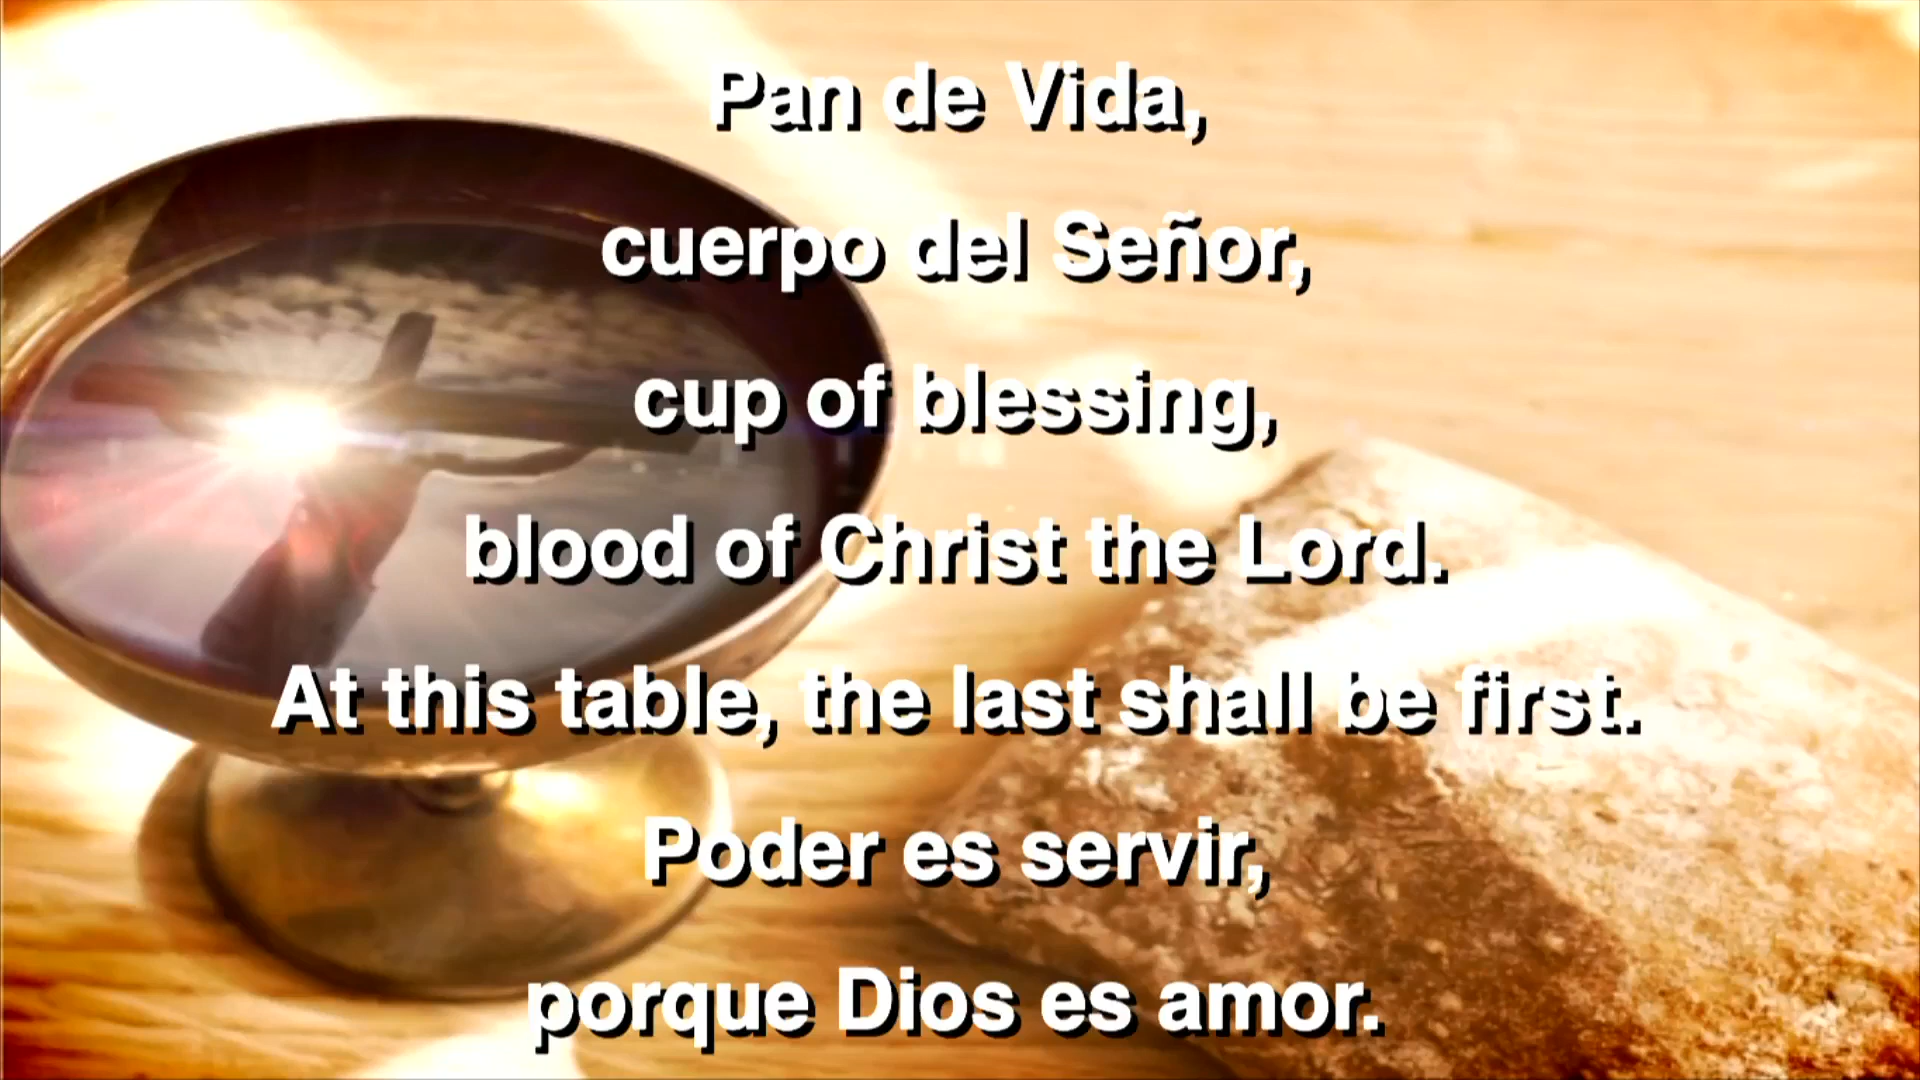 Pan de Vida,
cuerpo del Señor,
cup of blessing,
blood of Christ the Lord.
At this table, the last shall be first.
Poder es servir,
porque Dios es amor.